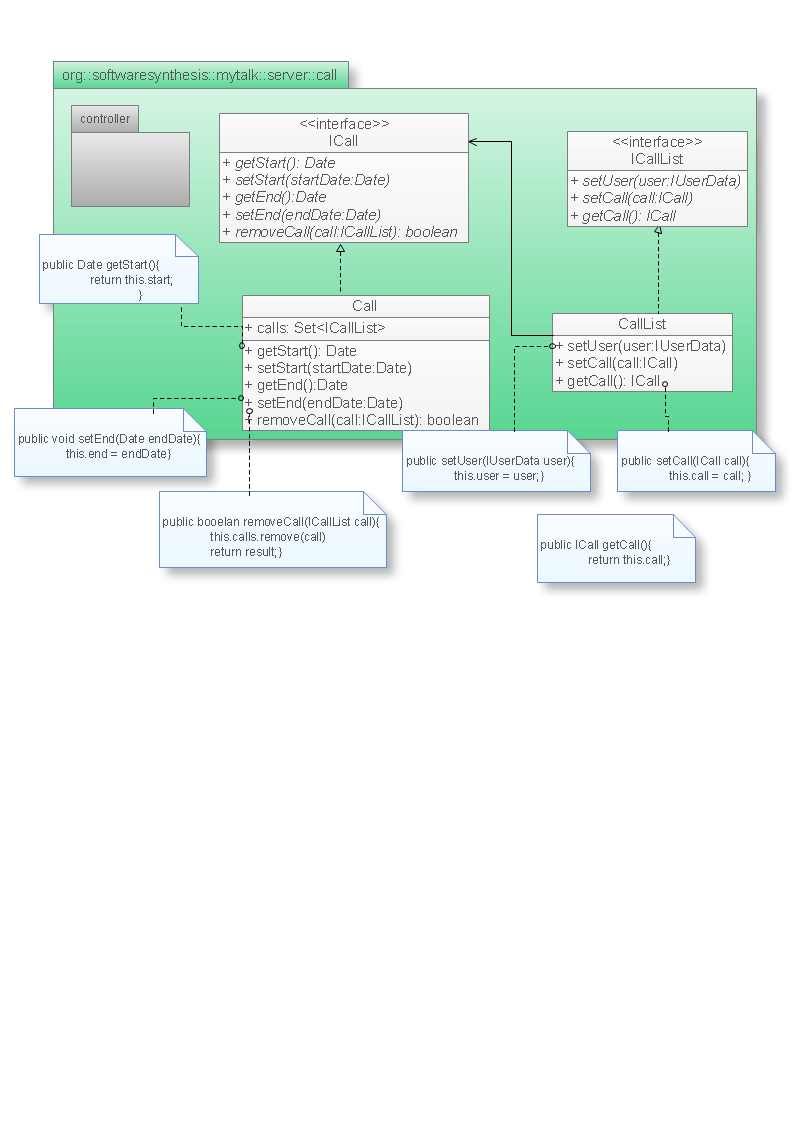 org::softwaresynthesis::mytalk::server::call
controller
<<interface>>
ICall
+ getStart(): Date
+ setStart(startDate:Date)
+ getEnd():Date
+ setEnd(endDate:Date)
+ removeCall(call:ICallList): boolean
<<interface>>
ICallList
+ setUser(user:IUserData)
+ setCall(call:ICall)
+ getCall(): ICall
public Date getStart(){
return this.start;
}
Call
+ calls: Set<ICallList>
+ getStart(): Date
+ setStart(startDate:Date)
+ getEnd():Date
+ setEnd(endDate:Date)
+ removeCall(call:ICallList): boolean
CallList
+ setUser(user:IUserData)
+ setCall(call:ICall)
+ getCall(): ICall
public void setEnd(Date endDate){
this.end = endDate}
public setUser(IUserData user){
this.user = user;}
public setCall(ICall call){
this.call = call; }
public booelan removeCall(ICallList call){
this.calls.remove(call)
return result;}
public ICall getCall(){
return this.call;}